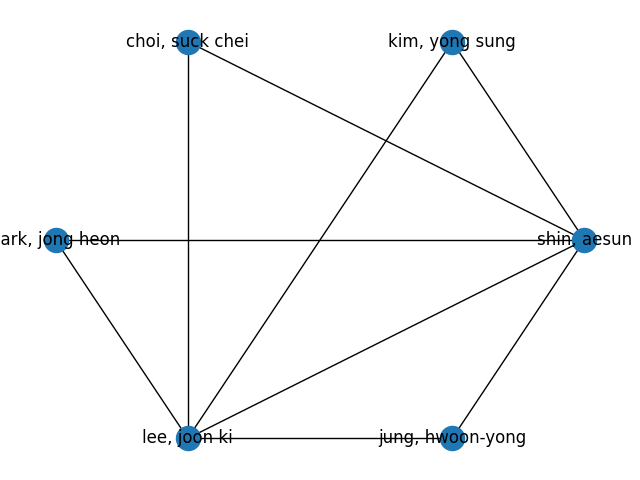 choi, suck chei
kim, yong sung
ark, jong heon
shin, aesun
lee, joon ki
jung, hwoon-yong